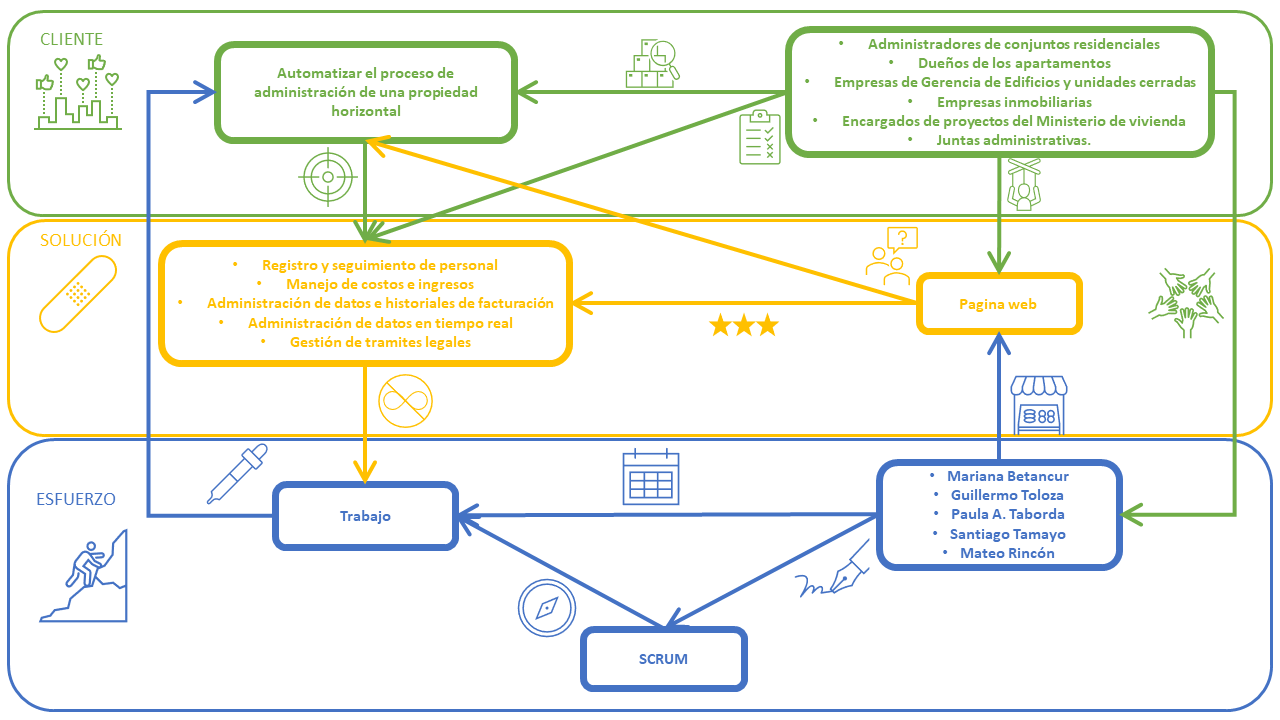 CLIENTE
Automatizar el proceso de
administración de una propiedad
horizontal
• Administradores de conjuntos residenciales
• Dueños de los apartamentos
• Empresas de Gerencia de Edificios y unidades cerradas
• Empresas inmobiliarias
• Encargados de proyectos del Ministerio de vivienda
• Juntas administrativas.
SOLUCIÓN
• Registro y seguimiento de personal
• Manejo de costos e ingresos
• Administración de datos e historiales de facturación
• Administración de datos en tiempo real
• Gestión de tramites legales
?
Pagina web
88
ESFUERZO
Trabajo
• Mariana Betancur
• Guillermo Toloza
• Paula A. Taborda
• Santiago Tamayo
• Mateo Rincón
SCRUM